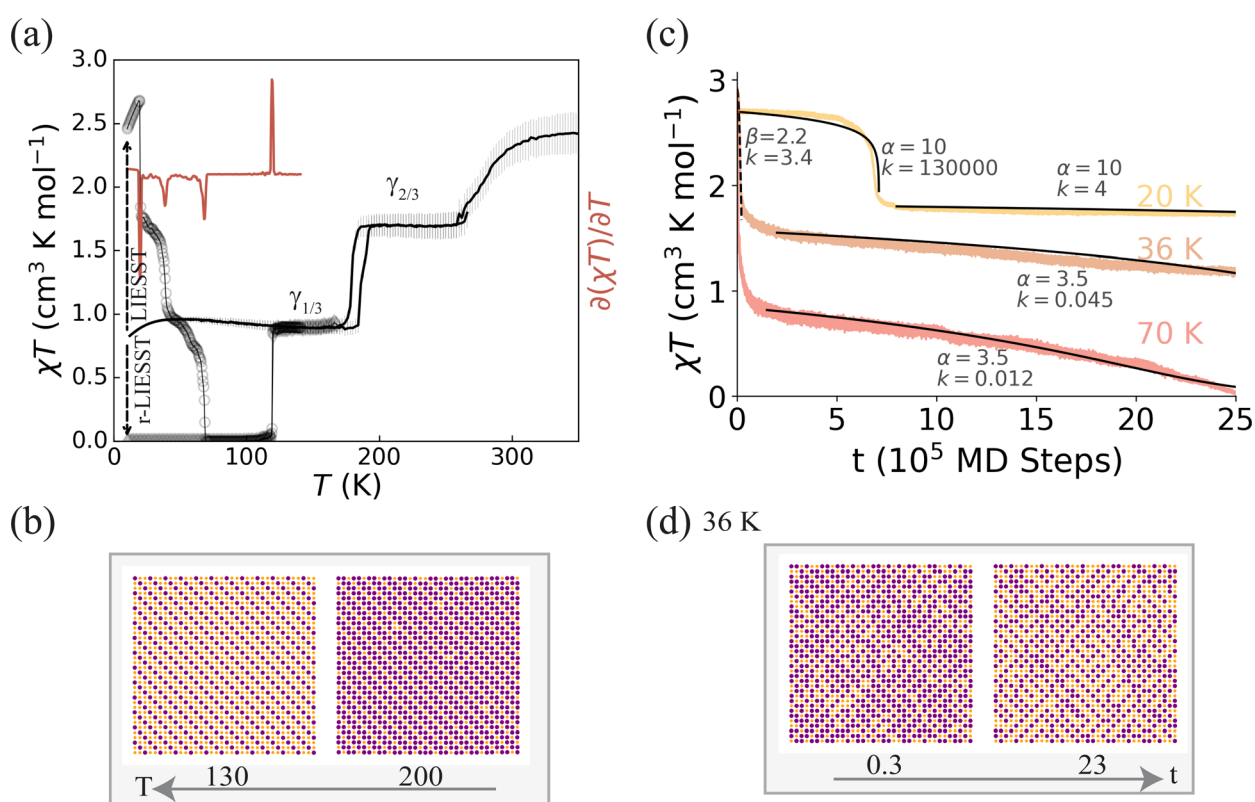 (a)
3.0
2.5
2.0
1.5
1.0
0.5
0.0
χT (cm³ K mol⁻¹)
r-LIESST LIESST
γ1/3
γ2/3
0 100 200 300
T (K)
∂(χT)/∂T
(b)
130 200
T
(c)
3
2
1
0
χT (cm³ K mol⁻¹)
β=2.2
k =3.4
α = 10
k = 130000
α = 10
k = 4
20 K
36 K
α = 3.5
k = 0.045
70 K
α = 3.5
k = 0.012
0 5 10 15 20 25
t (10⁵ MD Steps)
(d) 36 K
0.3 23
t